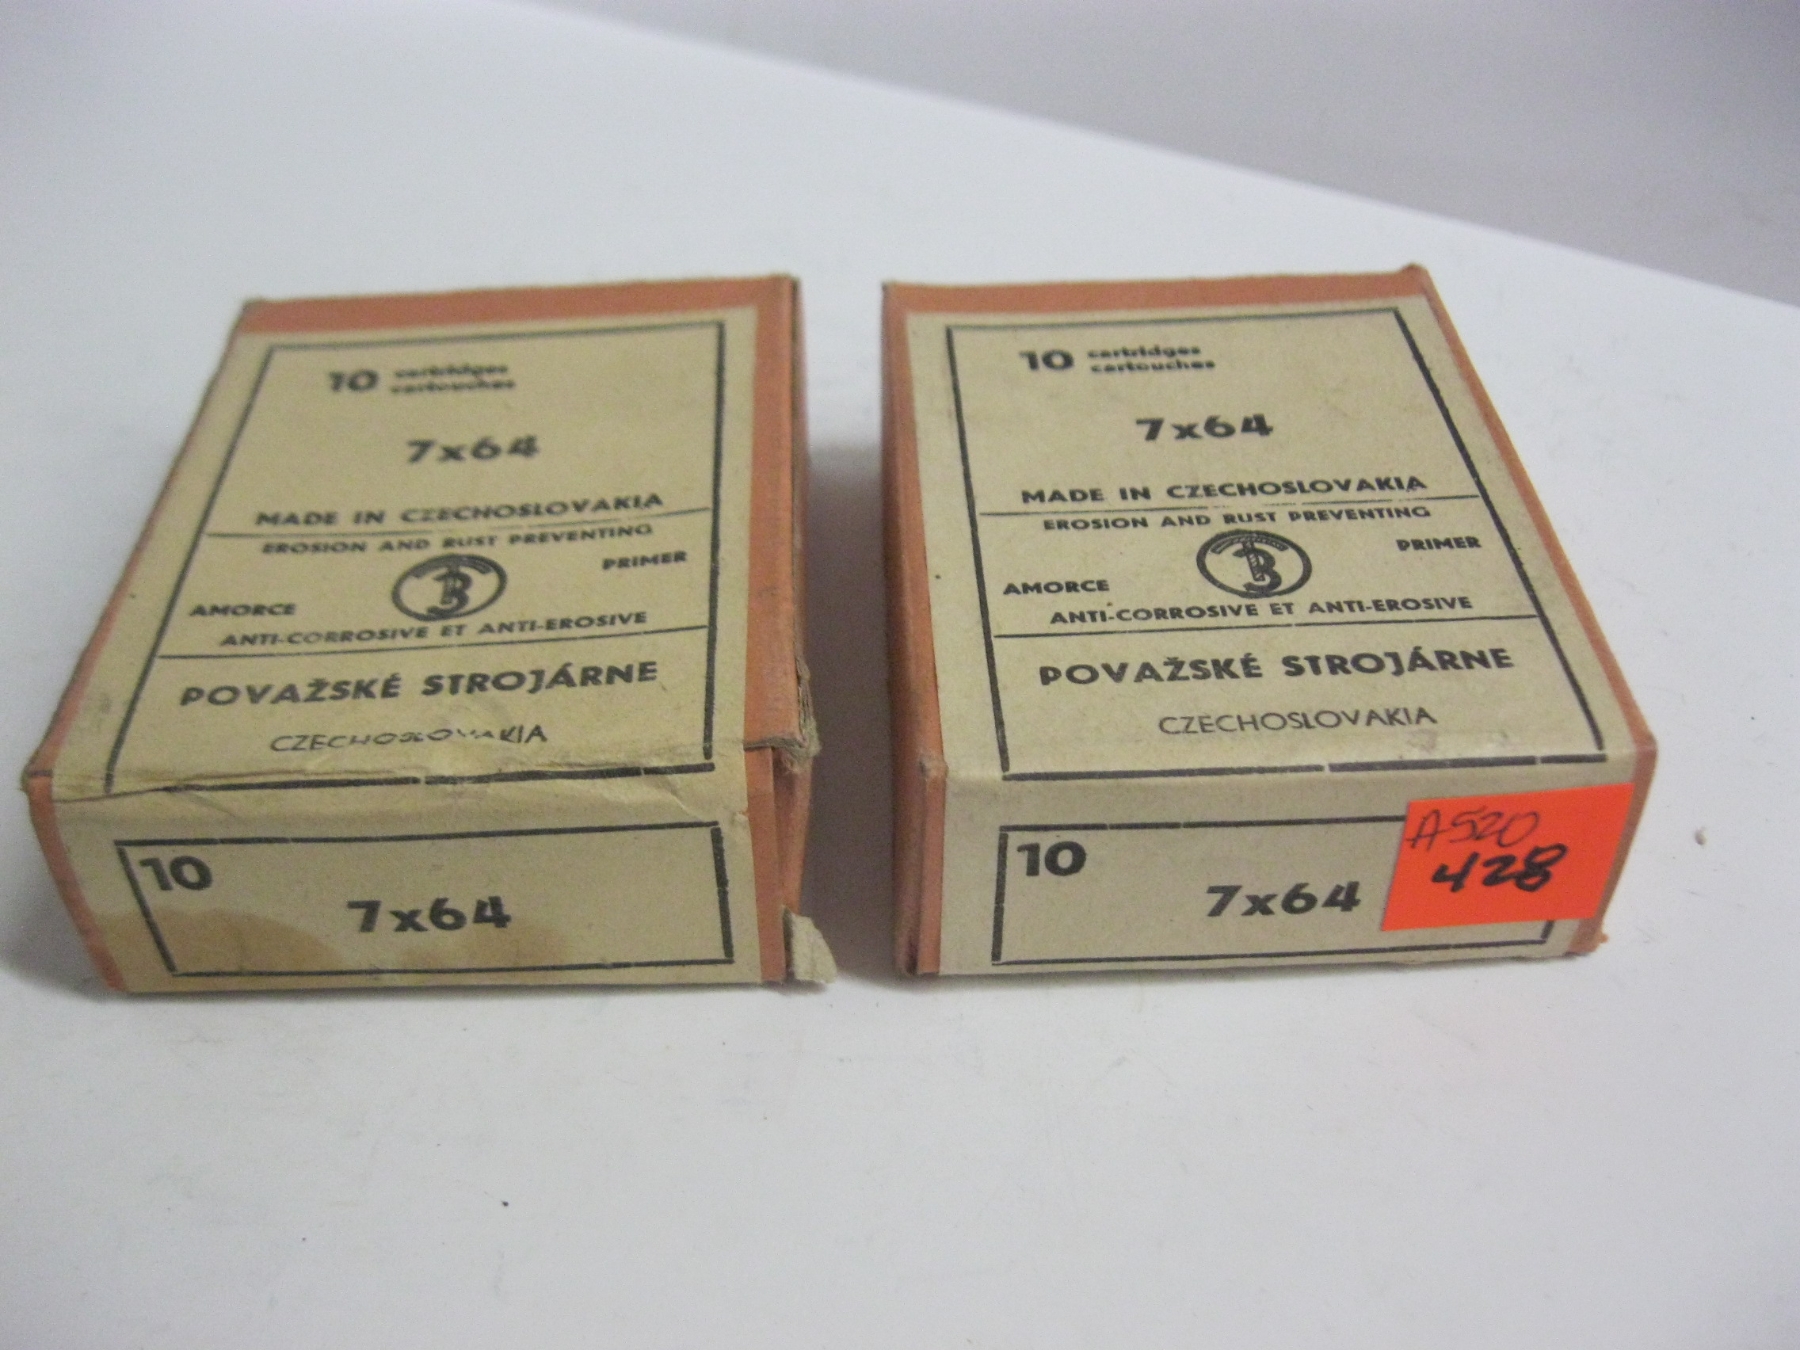 10 cartridges
cartouches
7x64
MADE IN CZECHOSLOVAKIA
EROSION AND RUST PREVENTING
PRIMER
AMORCE
ANTI-CORROSIVE ET ANTI-EROSIVE
POVAŽSKÉ STROJÁRNE
CZECHOSLOVAKIA
10
7x64
10 cartridges
cartouches
7x64
MADE IN CZECHOSLOVAKIA
EROSION AND RUST PREVENTING
PRIMER
AMORCE
ANTI-CORROSIVE ET ANTI-EROSIVE
POVAŽSKÉ STROJÁRNE
CZECHOSLOVAKIA
10
7x64
A520
428